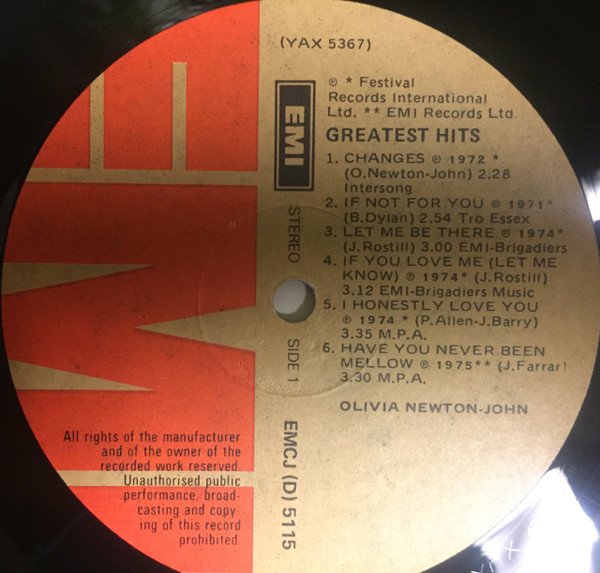 (YAX 5367)
℗ * Festival
Records International
Ltd. ** EMI Records Ltd.
GREATEST HITS
1. CHANGES ℗ 1972 *
(O.Newton-John) 2.28
Intersong
2. IF NOT FOR YOU ℗ 1971*
(B.Dylan) 2.54 Tro Essex
3. LET ME BE THERE ℗ 1974*
(J.Rostill) 3.00 EMI-Brigadiers
4. IF YOU LOVE ME (LET ME
KNOW) ℗ 1974* (J.Rostill)
3.12 EMI-Brigadiers Music
5. I HONESTLY LOVE YOU
℗ 1974 * (P.Allen-J.Barry)
3.35 M.P.A.
6. HAVE YOU NEVER BEEN
MELLOW ℗ 1975** (J.Farrar)
3.30 M.P.A.
OLIVIA NEWTON-JOHN
EMI
STEREO
SIDE 1
EMCJ (D) 5115
EMI
All rights of the manufacturer
and of the owner of the
recorded work reserved.
Unauthorised public
performance, broad-
casting and copy-
ing of this record
prohibited.